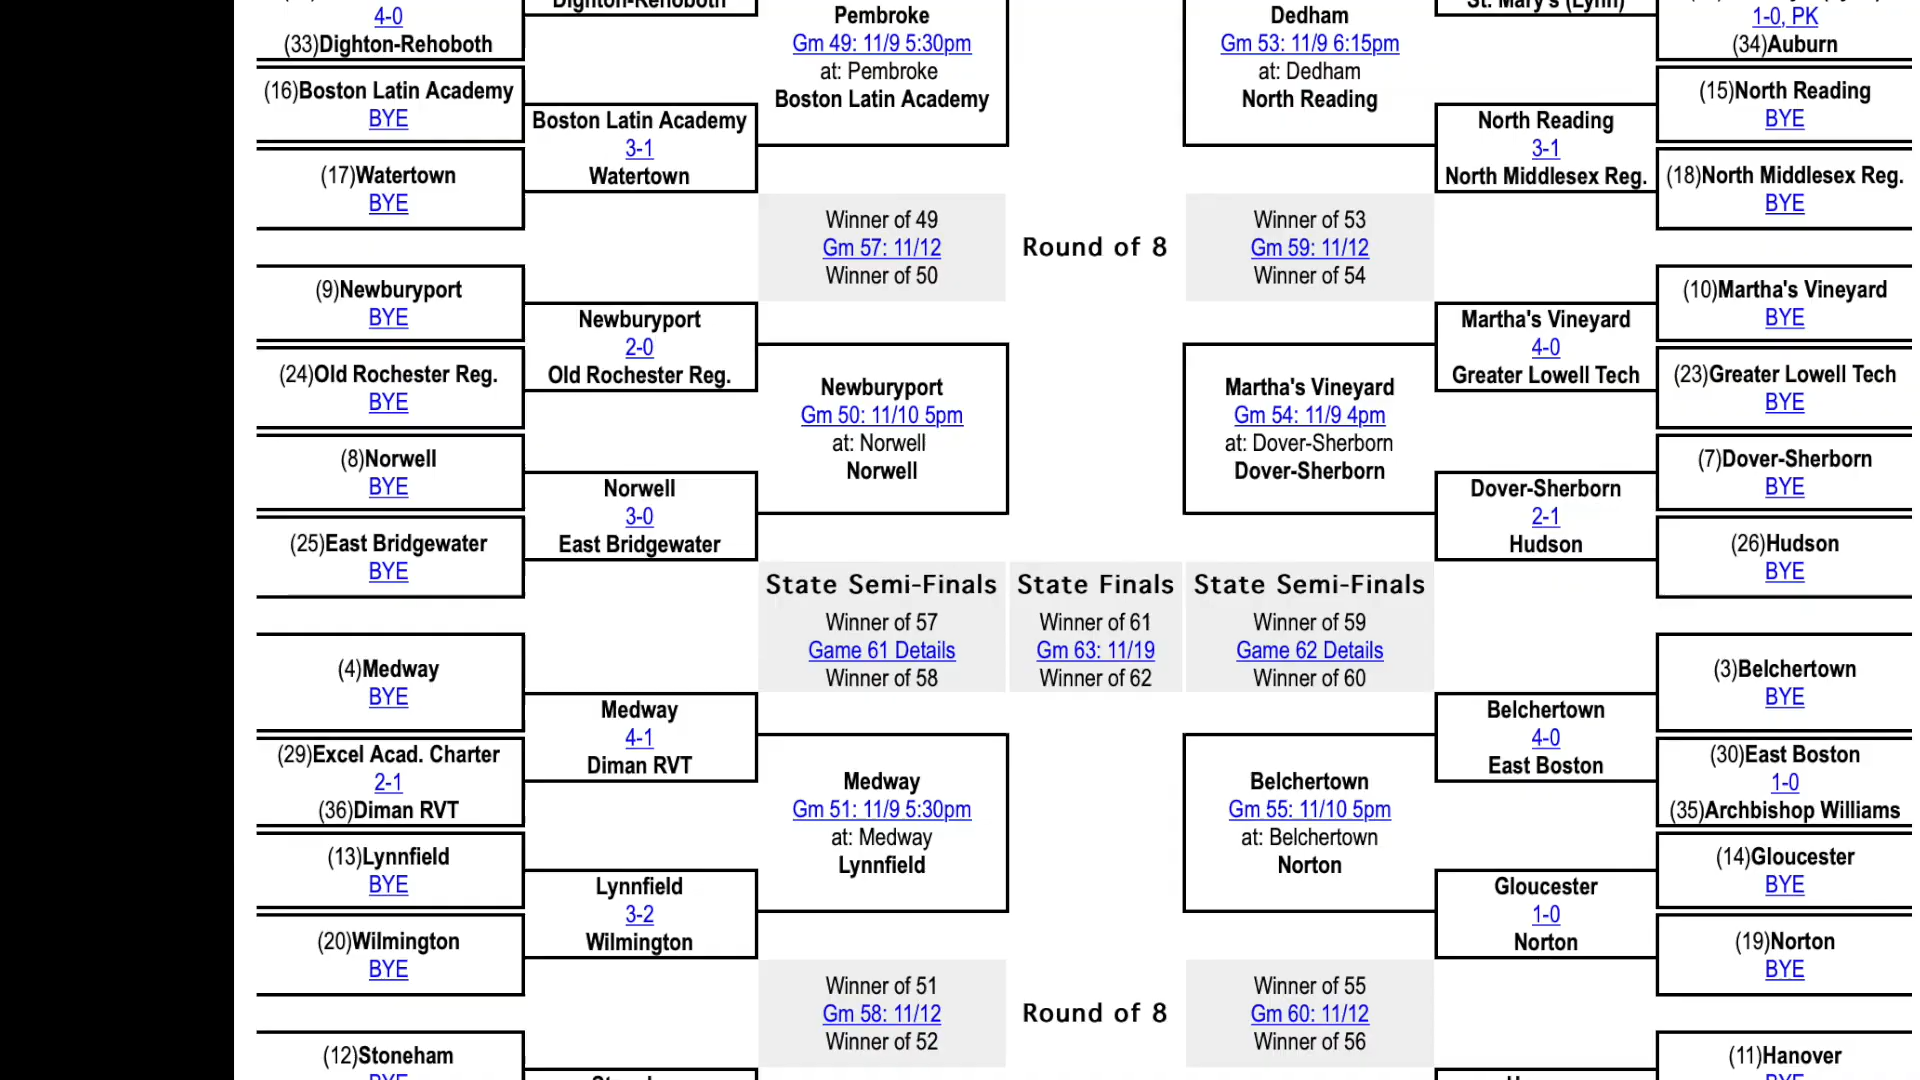 4-0
(33)Dighton-Rehoboth
(16)Boston Latin Academy
BYE
(17)Watertown
BYE
(9)Newburyport
BYE
(24)Old Rochester Reg.
BYE
(8)Norwell
BYE
(25)East Bridgewater
BYE
(4)Medway
BYE
(29)Excel Acad. Charter
2-1
(36)Diman RVT
(13)Lynnfield
BYE
(20)Wilmington
BYE
(12)Stoneham
BYE
Dighton-Rehoboth
Boston Latin Academy
3-1
Watertown
Newburyport
2-0
Old Rochester Reg.
Norwell
3-0
East Bridgewater
Medway
4-1
Diman RVT
Lynnfield
3-2
Wilmington
Pembroke
Gm 49: 11/9 5:30pm
at: Pembroke
Boston Latin Academy
Winner of 49
Gm 57: 11/12
Winner of 50
Newburyport
Gm 50: 11/10 5pm
at: Norwell
Norwell
State Semi-Finals
Winner of 57
Game 61 Details
Winner of 58
Medway
Gm 51: 11/9 5:30pm
at: Medway
Lynnfield
Winner of 51
Gm 58: 11/12
Winner of 52
Round of 8
State Finals
Winner of 61
Gm 63: 11/19
Winner of 62
Round of 8
Dedham
Gm 53: 11/9 6:15pm
at: Dedham
North Reading
Winner of 53
Gm 59: 11/12
Winner of 54
Martha's Vineyard
Gm 54: 11/9 4pm
at: Dover-Sherborn
Dover-Sherborn
State Semi-Finals
Winner of 59
Game 62 Details
Winner of 60
Belchertown
Gm 55: 11/10 5pm
at: Belchertown
Norton
Winner of 55
Gm 60: 11/12
Winner of 56
St. Mary's (Lynn)
North Reading
3-1
North Middlesex Reg.
Martha's Vineyard
4-0
Greater Lowell Tech
Dover-Sherborn
2-1
Hudson
Belchertown
4-0
East Boston
Gloucester
1-0
Norton
1-0, PK
(34)Auburn
(15)North Reading
BYE
(18)North Middlesex Reg.
BYE
(10)Martha's Vineyard
BYE
(23)Greater Lowell Tech
BYE
(7)Dover-Sherborn
BYE
(26)Hudson
BYE
(3)Belchertown
BYE
(30)East Boston
1-0
(35)Archbishop Williams
(14)Gloucester
BYE
(19)Norton
BYE
(11)Hanover
BYE